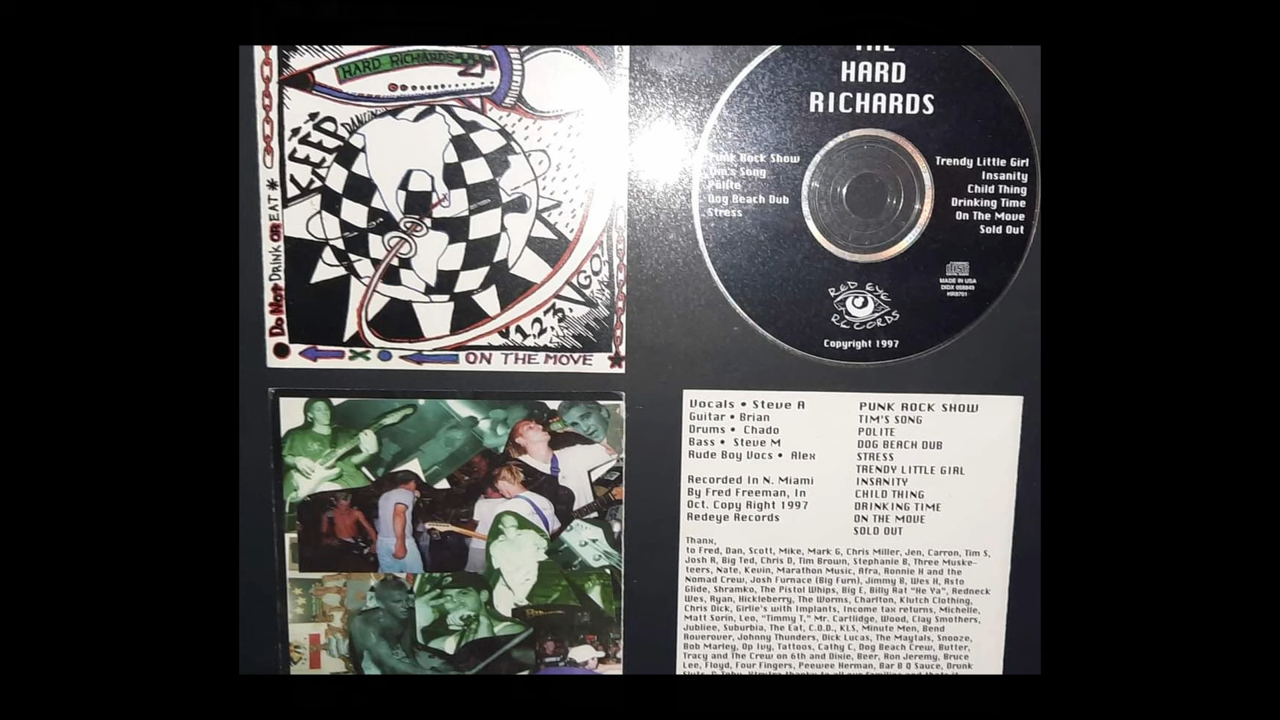 HARD RICHARDS
KEEP
DANCIN
Do Not DRINK OR EAT *
1, 2, 3, GO!
ON THE MOVE
THE
HARD
RICHARDS
Punk Rock Show
Tim's Song
Polite
Dog Beach Dub
Stress
Trendy Little Girl
Insanity
Child Thing
Drinking Time
On The Move
Sold Out
MADE IN USA
DIDX 058849
HR9701
RED EYE
RECORDS
Copyright 1997
Vocals • Steve A
Guitar • Brian
Drums • Chado
Bass • Steve M
Rude Boy Vocs • Alex
Recorded In N. Miami
By Fred Freeman, In
Oct. Copy Right 1997
Redeye Records
PUNK ROCK SHOW
TIM'S SONG
POLITE
DOG BEACH DUB
STRESS
TRENDY LITTLE GIRL
INSANITY
CHILD THING
DRINKING TIME
ON THE MOVE
SOLD OUT
Thanx,
to Fred, Dan, Scott, Mike, Mark G, Chris Miller, Jen, Carron, Tim S,
Josh R, Big Ted, Chris D, Tim Brown, Stephanie B, Three Muske-
teers, Nate, Kevin, Marathon Music, Afra, Ronnie H and the
Nomad Crew, Josh Furnace (Big Furn), Jimmy B, Wes H, Asto
Glide, Shramko, The Pistol Whips, Big E, Billy Rat "He Ya", Redneck
Wes, Ryan, Hickleberry, The Worms, Charlton, Klutch Clothing,
Chris Dick, Girlie's with Implants, Income tax returns, Michelle,
Matt Sorin, Leo, "Timmy T," Mr. Cartlidge, Wood, Clay Smothers,
Jubliee, Suburbia, The Eat, C.O.D., KLS, Minute Men, Bend
Roverover, Johnny Thunders, Dick Lucas, The Maytals, Snooze,
Bob Marley, Op Ivy, Tattoos, Cathy C, Dog Beach Crew, Butter,
Tracy and The Crew on 6th and Dixie, Beer, Ron Jeremy, Bruce
Lee, Floyd, Four Fingers, Peewee Herman, Bar B Q Sauce, Drunk